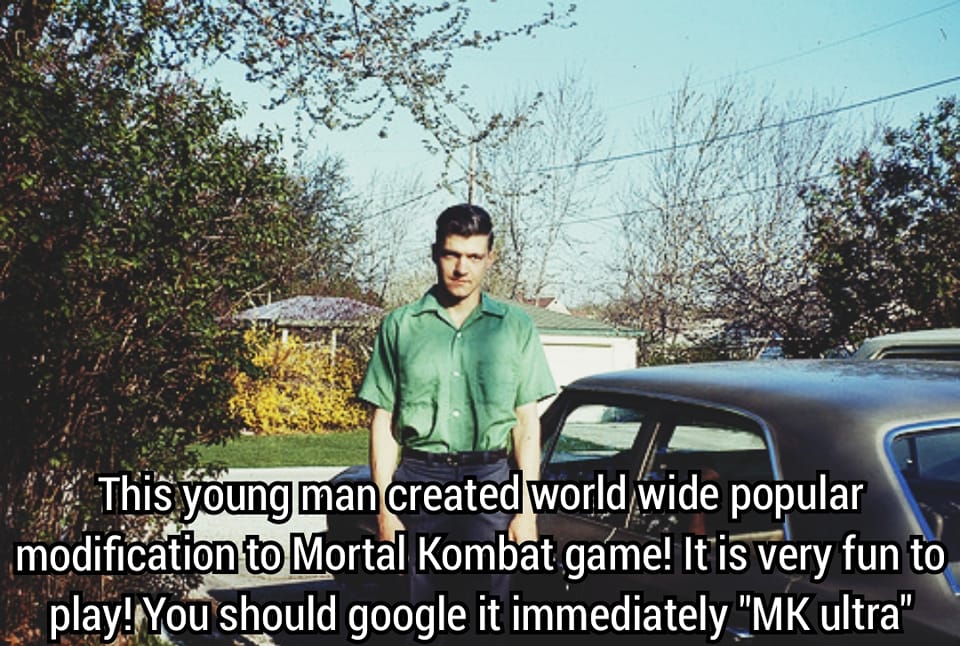 This young man created world wide popular
modification to Mortal Kombat game! It is very fun to
play! You should google it immediately "MK ultra"